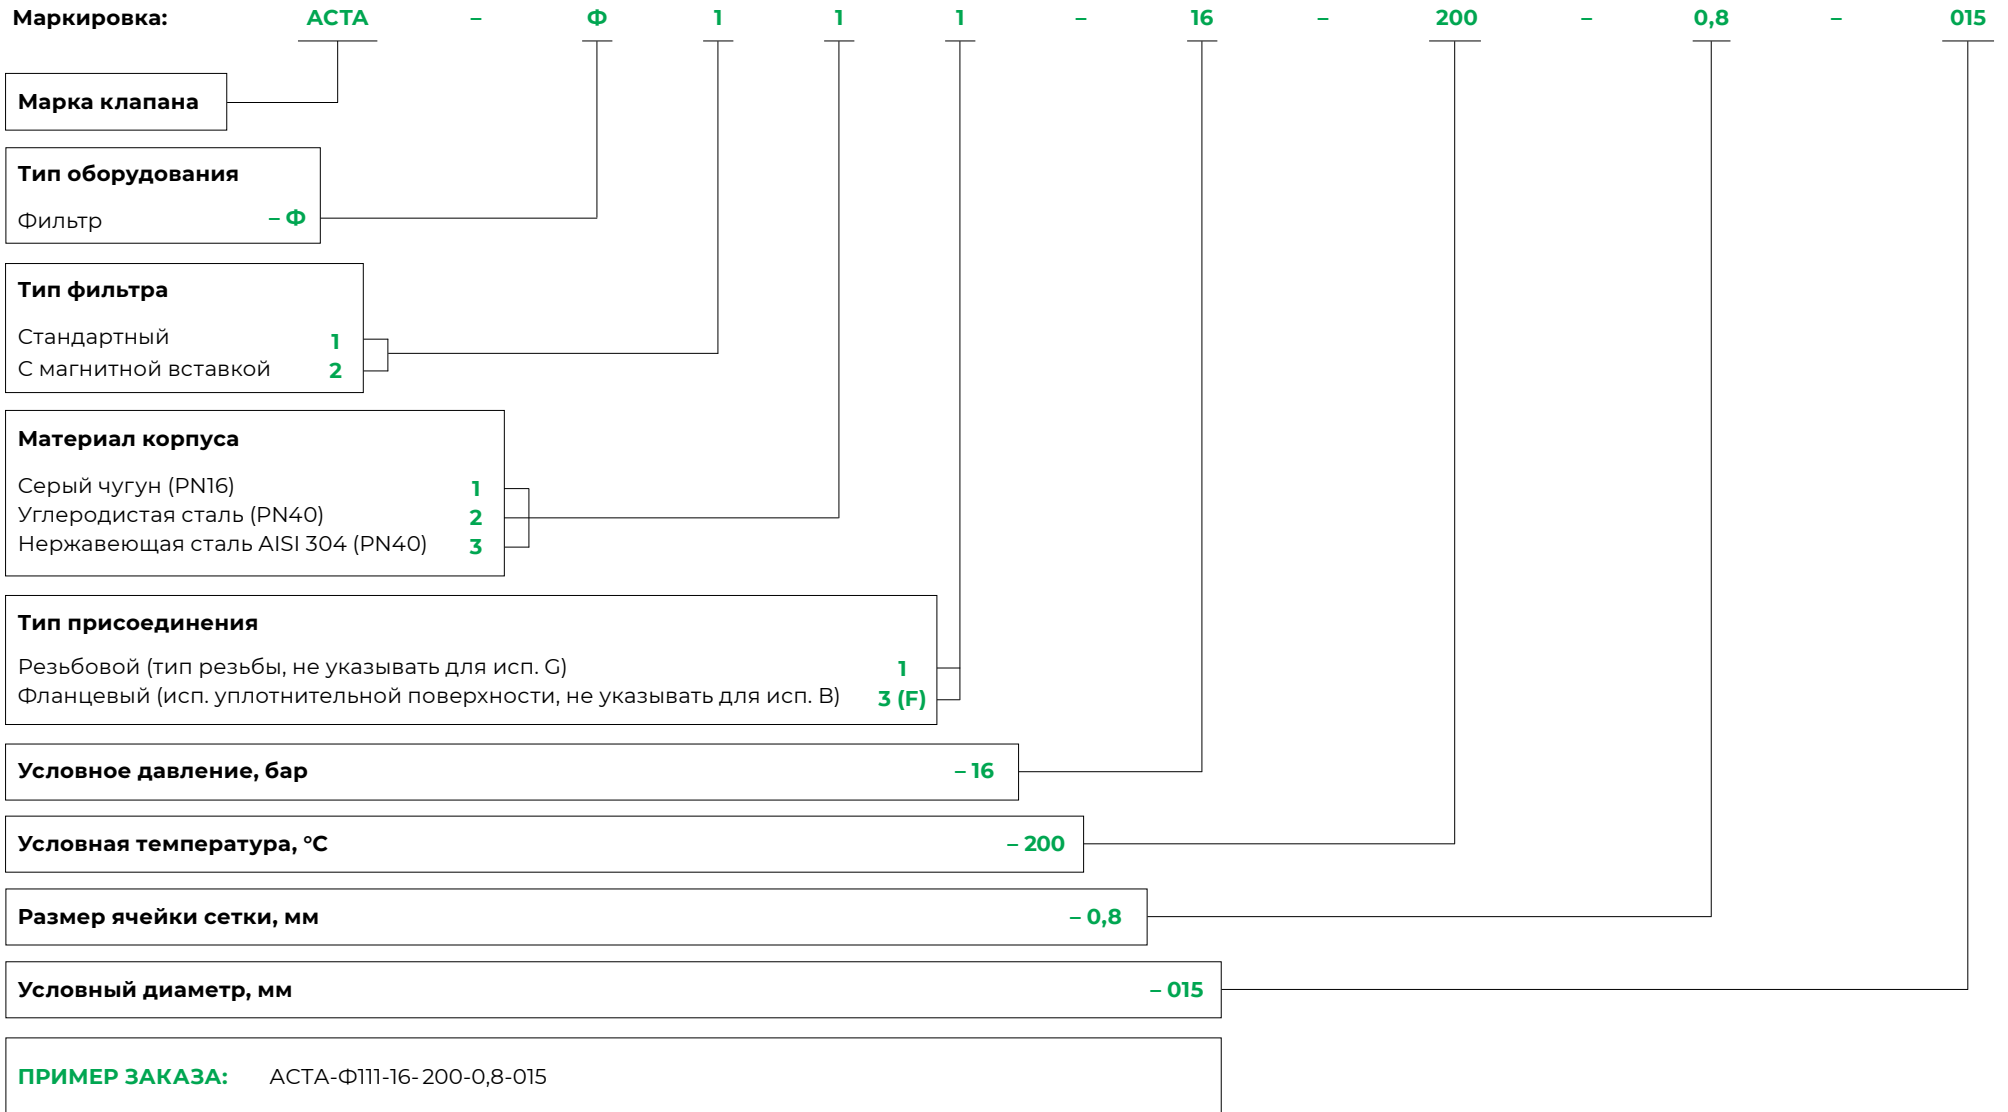 Маркировка: АСТА – Ф 1 1 1 – 16 – 200 – 0,8 – 015
Марка клапана
Тип оборудования
Фильтр – Ф
Тип фильтра
Стандартный 1
С магнитной вставкой 2
Материал корпуса
Серый чугун (PN16) 1
Углеродистая сталь (PN40) 2
Нержавеющая сталь AISI 304 (PN40) 3
Тип присоединения
Резьбовой (тип резьбы, не указывать для исп. G) 1
Фланцевый (исп. уплотнительной поверхности, не указывать для исп. В) 3 (F)
Условное давление, бар – 16
Условная температура, °С – 200
Размер ячейки сетки, мм – 0,8
Условный диаметр, мм – 015
ПРИМЕР ЗАКАЗА: АСТА-Ф111-16-200-0,8-015